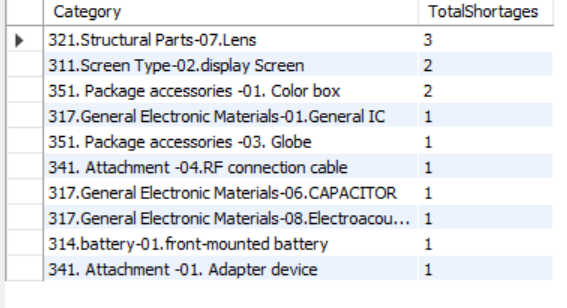 Category TotalShortages
321.Structural Parts-07.Lens 3
311.Screen Type-02.display Screen 2
351. Package accessories -01. Color box 2
317.General Electronic Materials-01.General IC 1
351. Package accessories -03. Globe 1
341. Attachment -04.RF connection cable 1
317.General Electronic Materials-06.CAPACITOR 1
317.General Electronic Materials-08.Electroacou... 1
314.battery-01.front-mounted battery 1
341. Attachment -01. Adapter device 1